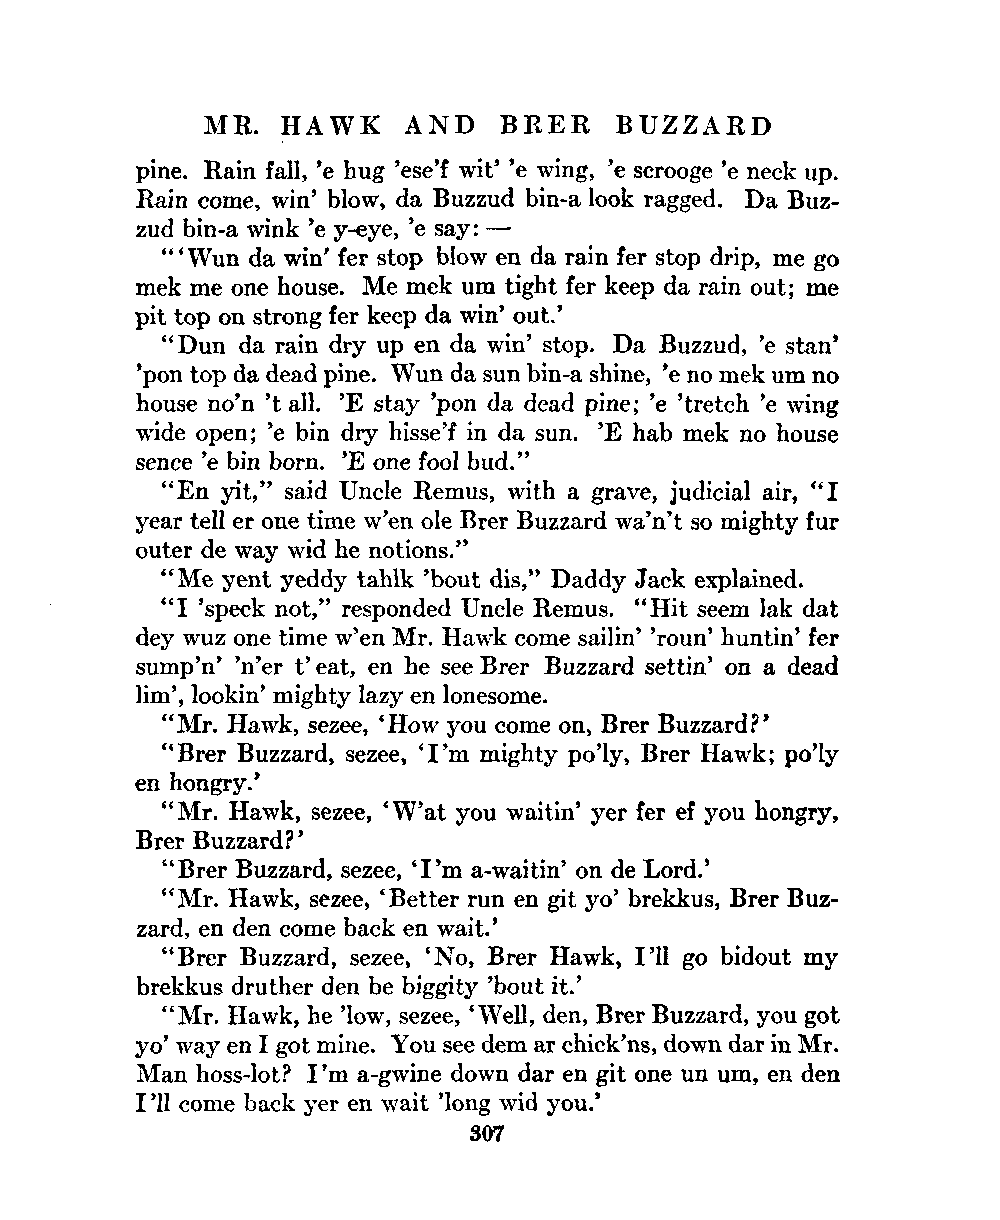 MR. HAWK AND BRER BUZZARD
pine. Rain fall, 'e hug 'ese'f wit' 'e wing, 'e scrooge 'e neck up.
Rain come, win' blow, da Buzzud bin-a look ragged. Da Buz-
zud bin-a wink 'e y-eye, 'e say: —
"'Wun da win' fer stop blow en da rain fer stop drip, me go
mek me one house. Me mek um tight fer keep da rain out; me
pit top on strong fer keep da win' out.'
"Dun da rain dry up en da win' stop. Da Buzzud, 'e stan'
'pon top da dead pine. Wun da sun bin-a shine, 'e no mek um no
house no'n 't all. 'E stay 'pon da dead pine; 'e 'tretch 'e wing
wide open; 'e bin dry hisse'f in da sun. 'E hab mek no house
sence 'e bin born. 'E one fool bud."
"En yit," said Uncle Remus, with a grave, judicial air, "I
year tell er one time w'en ole Brer Buzzard wa'n't so mighty fur
outer de way wid he notions."
"Me yent yeddy tahlk 'bout dis," Daddy Jack explained.
"I 'speck not," responded Uncle Remus. "Hit seem lak dat
dey wuz one time w'en Mr. Hawk come sailin' 'roun' huntin' fer
sump'n' 'n'er t' eat, en he see Brer Buzzard settin' on a dead
lim', lookin' mighty lazy en lonesome.
"Mr. Hawk, sezee, 'How you come on, Brer Buzzard?'
"Brer Buzzard, sezee, 'I'm mighty po'ly, Brer Hawk; po'ly
en hongry.'
"Mr. Hawk, sezee, 'W'at you waitin' yer fer ef you hongry,
Brer Buzzard?'
"Brer Buzzard, sezee, 'I'm a-waitin' on de Lord.'
"Mr. Hawk, sezee, 'Better run en git yo' brekkus, Brer Buz-
zard, en den come back en wait.'
"Brer Buzzard, sezee, 'No, Brer Hawk, I'll go bidout my
brekkus druther den be biggity 'bout it.'
"Mr. Hawk, he 'low, sezee, 'Well, den, Brer Buzzard, you got
yo' way en I got mine. You see dem ar chick'ns, down dar in Mr.
Man hoss-lot? I'm a-gwine down dar en git one un um, en den
I'll come back yer en wait 'long wid you.'
307